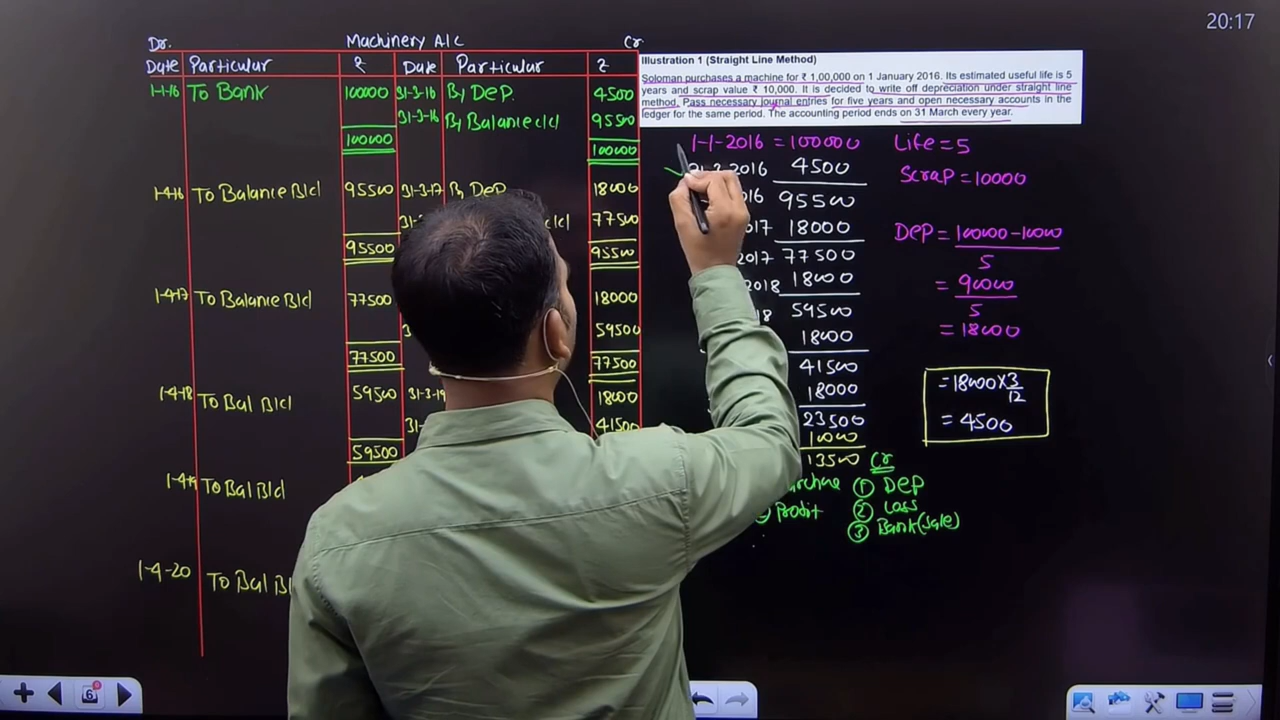 20:17
Dr. Machinery A/c Cr
Date Particular ₹ Date Particular ₹
1-1-16 To Bank 100000 31-3-16 By Dep. 4500
31-3-16 By Balance c/d 95500
100000 100000
1-4-16 To Balance B/d 95500 31-3-17 By Dep 18000
77500
95500 95500
1-4-17 To Balance B/d 77500 18000
59500
77500 77500
1-4-18 To Bal B/d 59500 31-3-19 18000
41500
59500
1-4-19 To Bal B/d
1-4-20 To Bal
Illustration 1 (Straight Line Method)
Soloman purchases a machine for ₹ 1,00,000 on 1 January 2016. Its estimated useful life is 5
years and scrap value ₹ 10,000. It is decided to write off depreciation under straight line
method. Pass necessary journal entries for five years and open necessary accounts in the
ledger for the same period. The accounting period ends on 31 March every year.
1-1-2016 = 100000
2016 4500
95500
18000
2017 77500
2018 18000
59500
18000
41500
18000
23500
10000
13500
Life = 5
Scrap = 10000
Dep = 100000-10000
5
= 90000
5
= 18000
= 18000 × 3
12
= 4500
Cr
① Dep
Profit ② Loss
③ Bank (Sale)
6